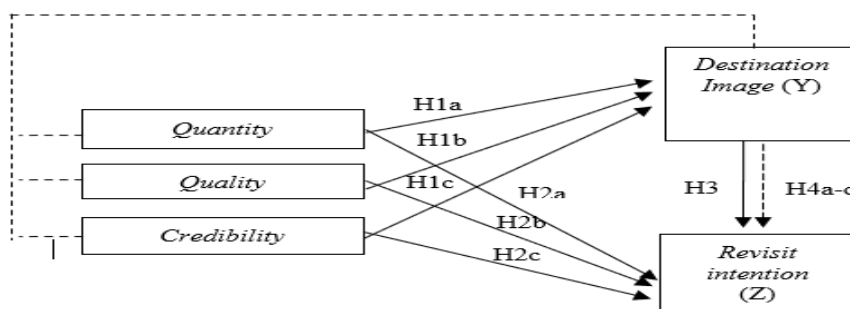 Destination
Image (Y)
H1a
Quantity
H1b
Quality
H1c
H2a
H3
H4a-c
Credibility
H2b
H2c
Revisit
intention
(Z)